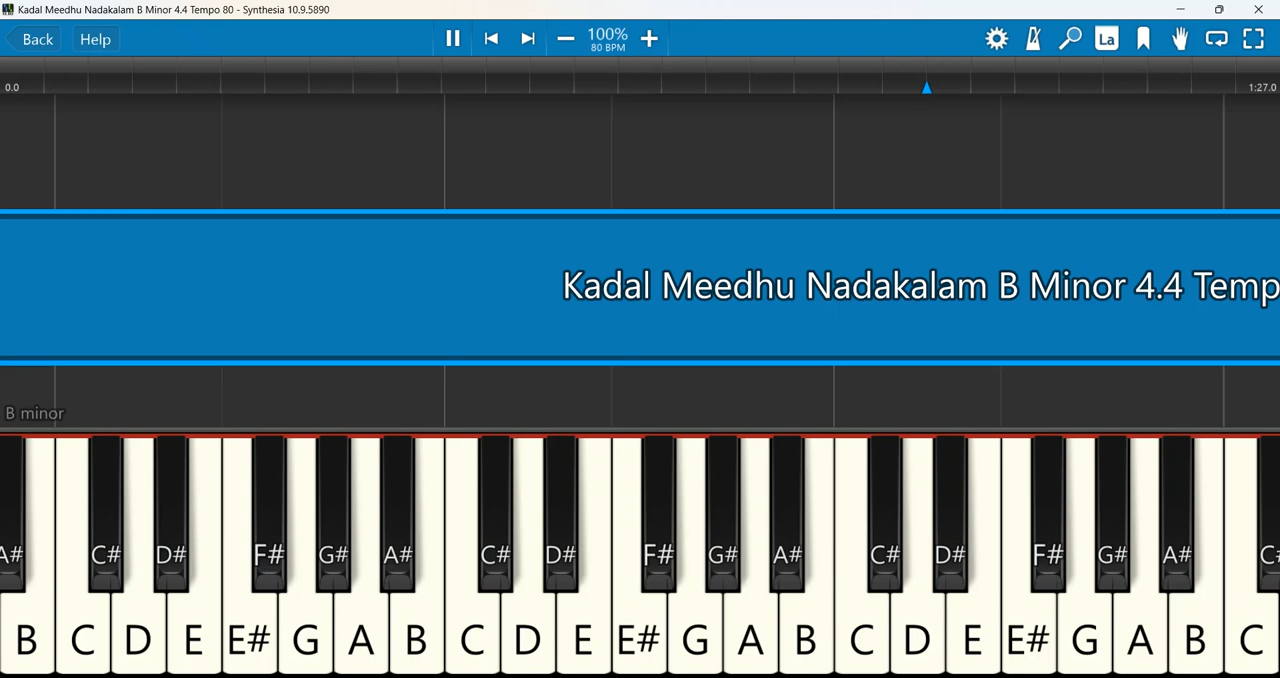 Kadal Meedhu Nadakalam B Minor 4.4 Tempo 80 - Synthesia 10.9.5890
Back Help 100% La
80 BPM
0.0 1:27.0
Kadal Meedhu Nadakalam B Minor 4.4 Temp
B minor
A# C# D# F# G# A# C# D# F# G# A# C# D# F# G# A# C#
B C D E E# G A B C D E E# G A B C D E E# G A B C